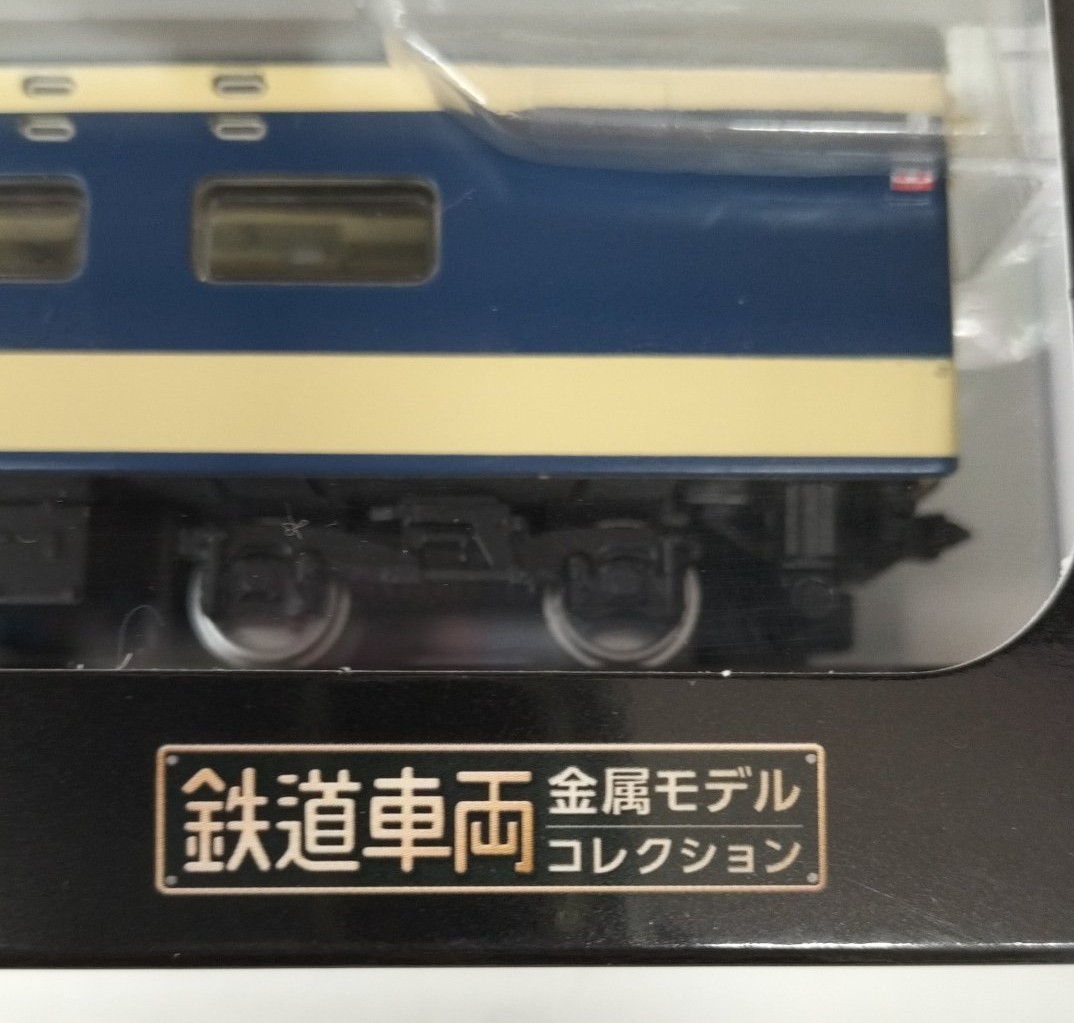 鉄道車両
金属モデル
コレクション